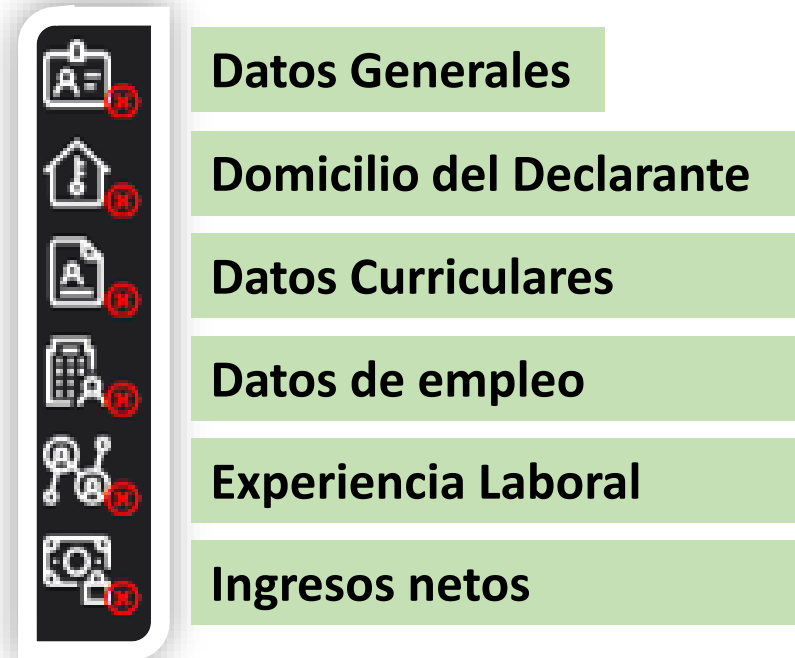 Datos Generales
Domicilio del Declarante
Datos Curriculares
Datos de empleo
Experiencia Laboral
Ingresos netos